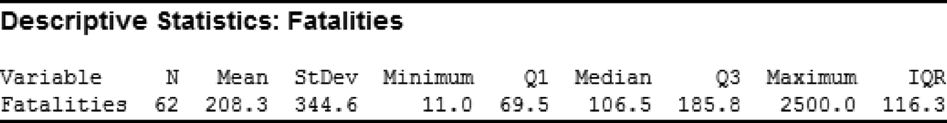 Descriptive Statistics: Fatalities
Variable N Mean StDev Minimum Q1 Median Q3 Maximum IQR
Fatalities 62 208.3 344.6 11.0 69.5 106.5 185.8 2500.0 116.3